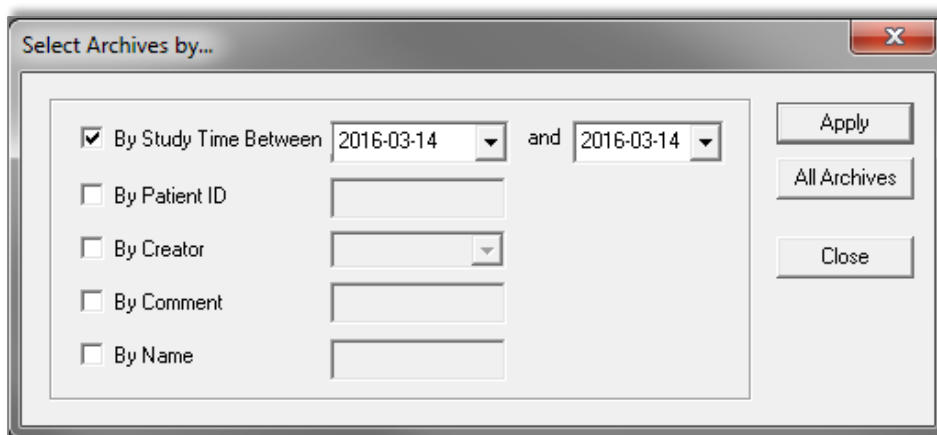 Select Archives by...
By Study Time Between 2016-03-14 and 2016-03-14
Apply
By Patient ID
All Archives
By Creator
Close
By Comment
By Name